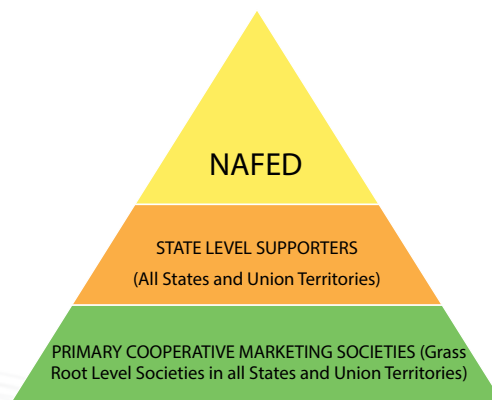 NAFED
STATE LEVEL SUPPORTERS
(All States and Union Territories)
PRIMARY COOPERATIVE MARKETING SOCIETIES (Grass
Root Level Societies in all States and Union Territories)